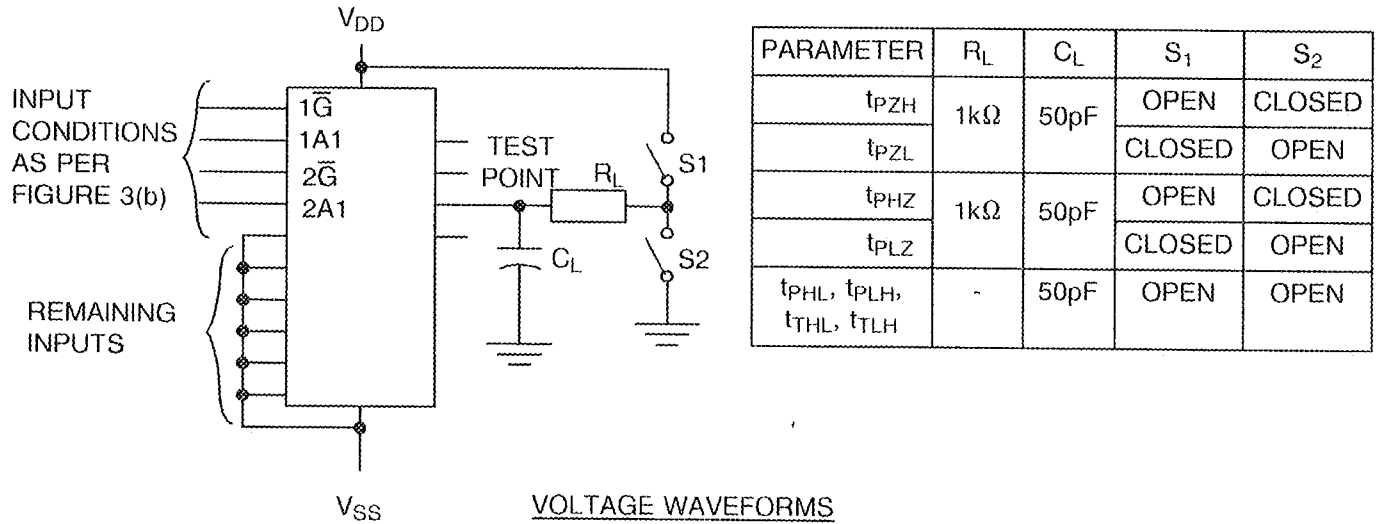 V_DD
INPUT
CONDITIONS
AS PER
FIGURE 3(b)
1G̅
1A1
2G̅
2A1
TEST
POINT
R_L
S1
C_L
S2
REMAINING
INPUTS
V_SS
PARAMETER R_L C_L S_1 S_2
t_PZH 1kΩ 50pF OPEN CLOSED
t_PZL CLOSED OPEN
t_PHZ 1kΩ 50pF OPEN CLOSED
t_PLZ CLOSED OPEN
t_PHL, t_PLH, - 50pF OPEN OPEN
t_THL, t_TLH
VOLTAGE WAVEFORMS